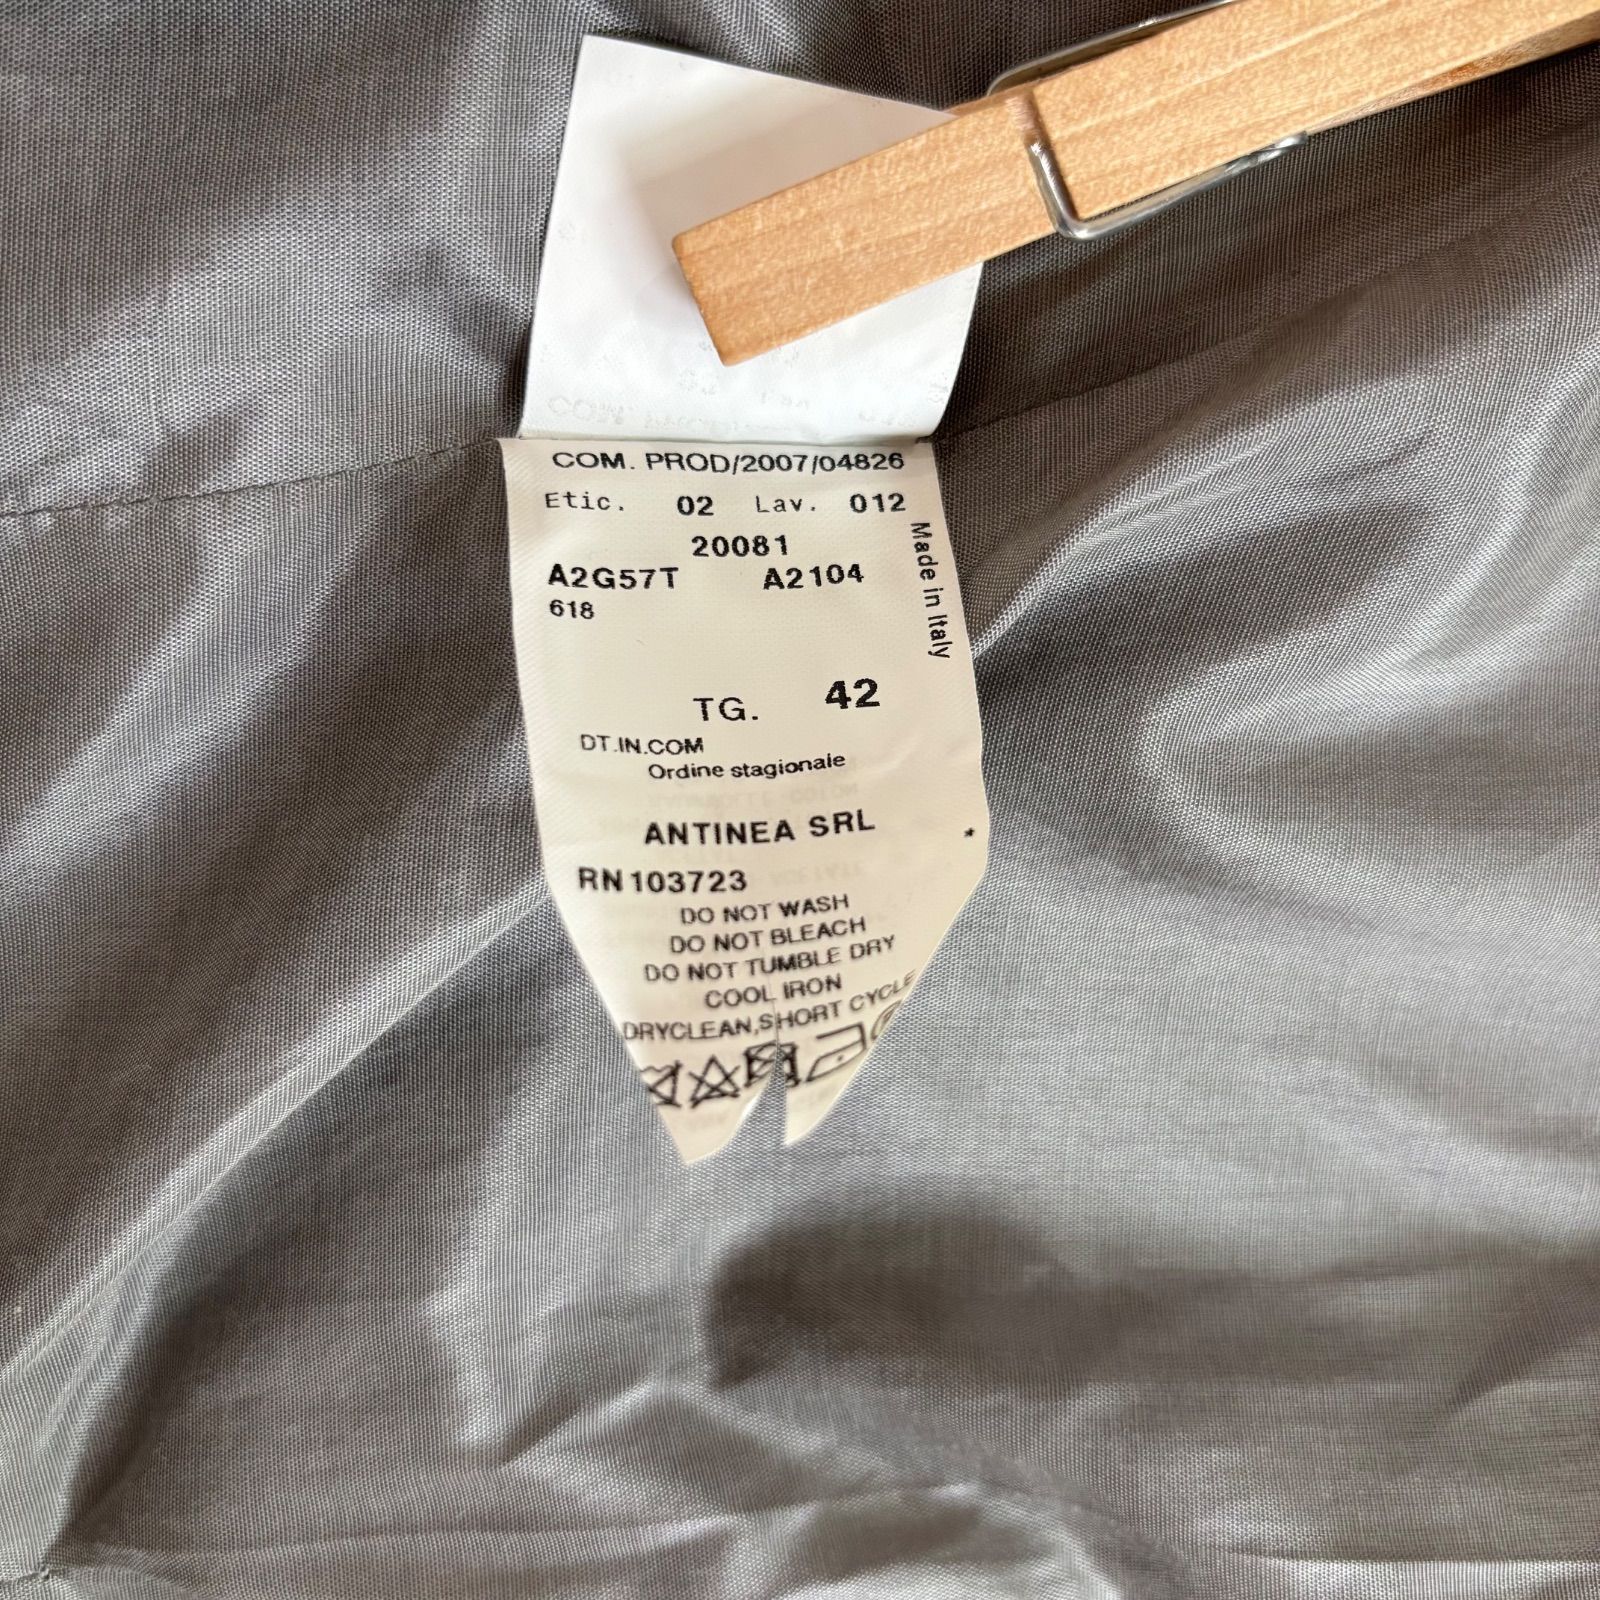 COM. PROD/2007/04826
Etic. 02 Lav. 012
20081
A2G57T A2104
618
Made in Italy
TG. 42
DT.IN.COM
Ordine stagionale
ANTINEA SRL
*
RN 103723
DO NOT WASH
DO NOT BLEACH
DO NOT TUMBLE DRY
COOL IRON
DRYCLEAN,SHORT CYCLE